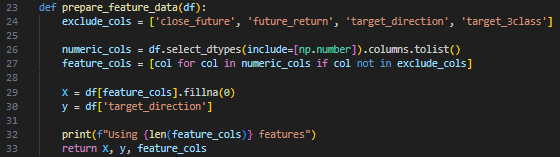 23 def prepare_feature_data(df):
24     exclude_cols = ['close_future', 'future_return', 'target_direction', 'target_3class']
25
26     numeric_cols = df.select_dtypes(include=[np.number]).columns.tolist()
27     feature_cols = [col for col in numeric_cols if col not in exclude_cols]
28
29     X = df[feature_cols].fillna(0)
30     y = df['target_direction']
31
32     print(f"Using {len(feature_cols)} features")
33     return X, y, feature_cols